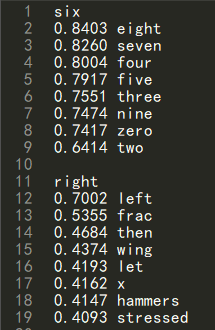 1 six
2 0.8403 eight
3 0.8260 seven
4 0.8004 four
5 0.7917 five
6 0.7551 three
7 0.7474 nine
8 0.7417 zero
9 0.6414 two
10
11 right
12 0.7002 left
13 0.5355 frac
14 0.4684 then
15 0.4374 wing
16 0.4193 let
17 0.4162 x
18 0.4147 hammers
19 0.4093 stressed